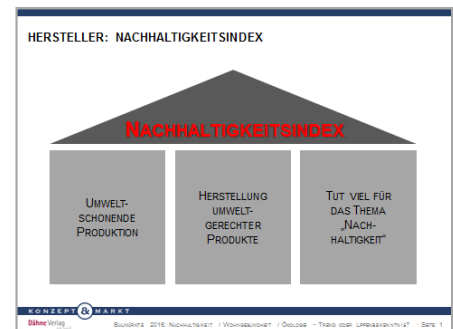 HERSTELLER: NACHHALTIGKEITSINDEX
NACHHALTIGKEITSINDEX
UMWELT-
SCHONENDE
PRODUKTION
HERSTELLUNG
UMWELT-
GERECHTER
PRODUKTE
TUT VIEL FÜR
DAS THEMA
„NACH-
HALTIGKEIT“
KONZEPT & MARKT
Dähne Verlag
2016: NACHHALTIGKEIT / WOHNGESUNDHEIT / ÖKOLOGIE - TREND ODER LIPPENBEKENNTNIS? - SEITE 1